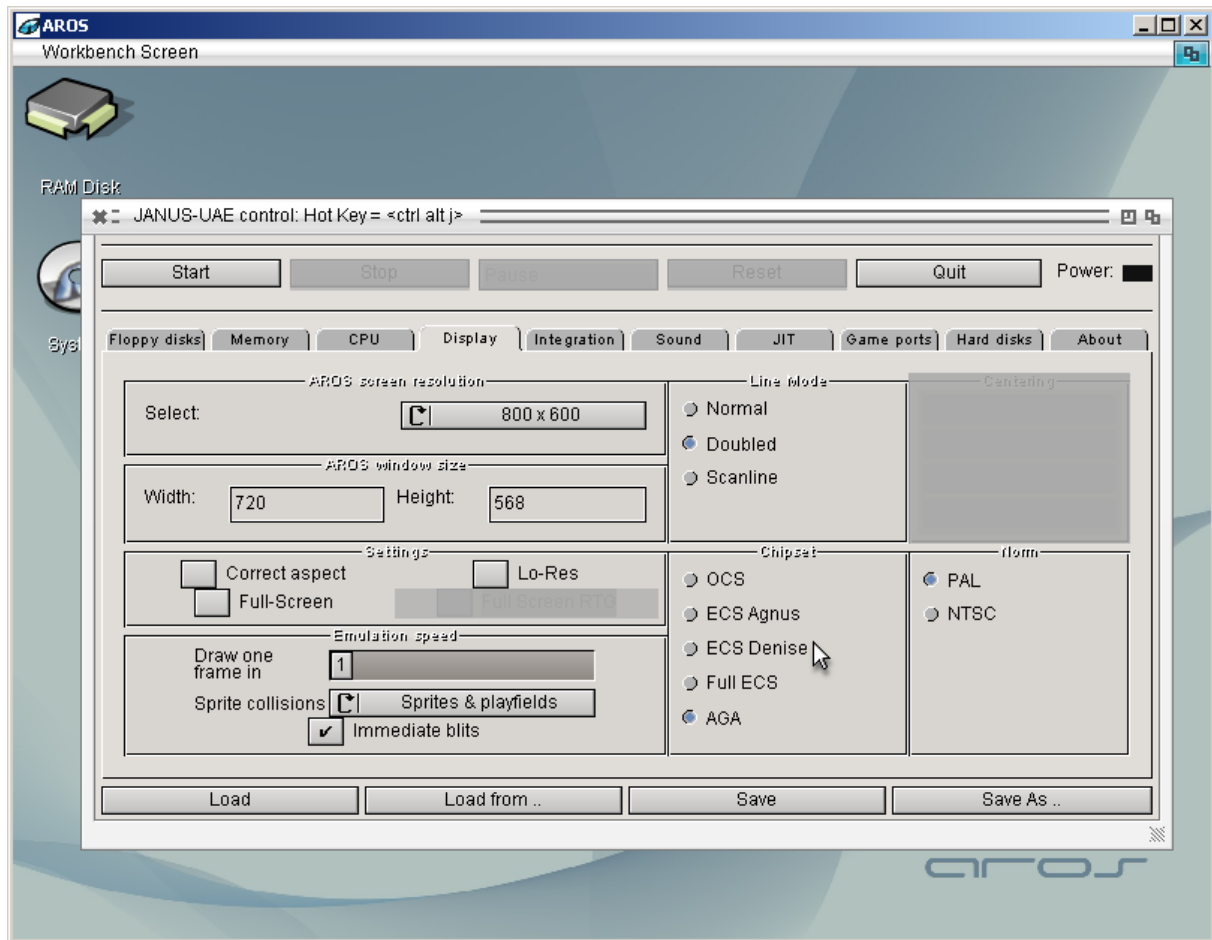 AROS
Workbench Screen
RAM Disk
JANUS-UAE control: Hot Key = <ctrl alt j>
Start
Stop
Pause
Reset
Quit
Power:
Syst
Floppy disks
Memory
CPU
Display
Integration
Sound
JIT
Game ports
Hard disks
About
AROS screen resolution
Select:
800 x 600
AROS window size
Width:
720
Height:
568
Line Mode
Normal
Doubled
Scanline
Centering
Settings
Correct aspect
Lo-Res
Full-Screen
Full Screen RTG
Emulation speed
Draw one
frame in
1
Sprite collisions
Sprites & playfields
Immediate blits
Chipset
OCS
ECS Agnus
ECS Denise
Full ECS
AGA
Norm
PAL
NTSC
Load
Load from ..
Save
Save As ..
aros